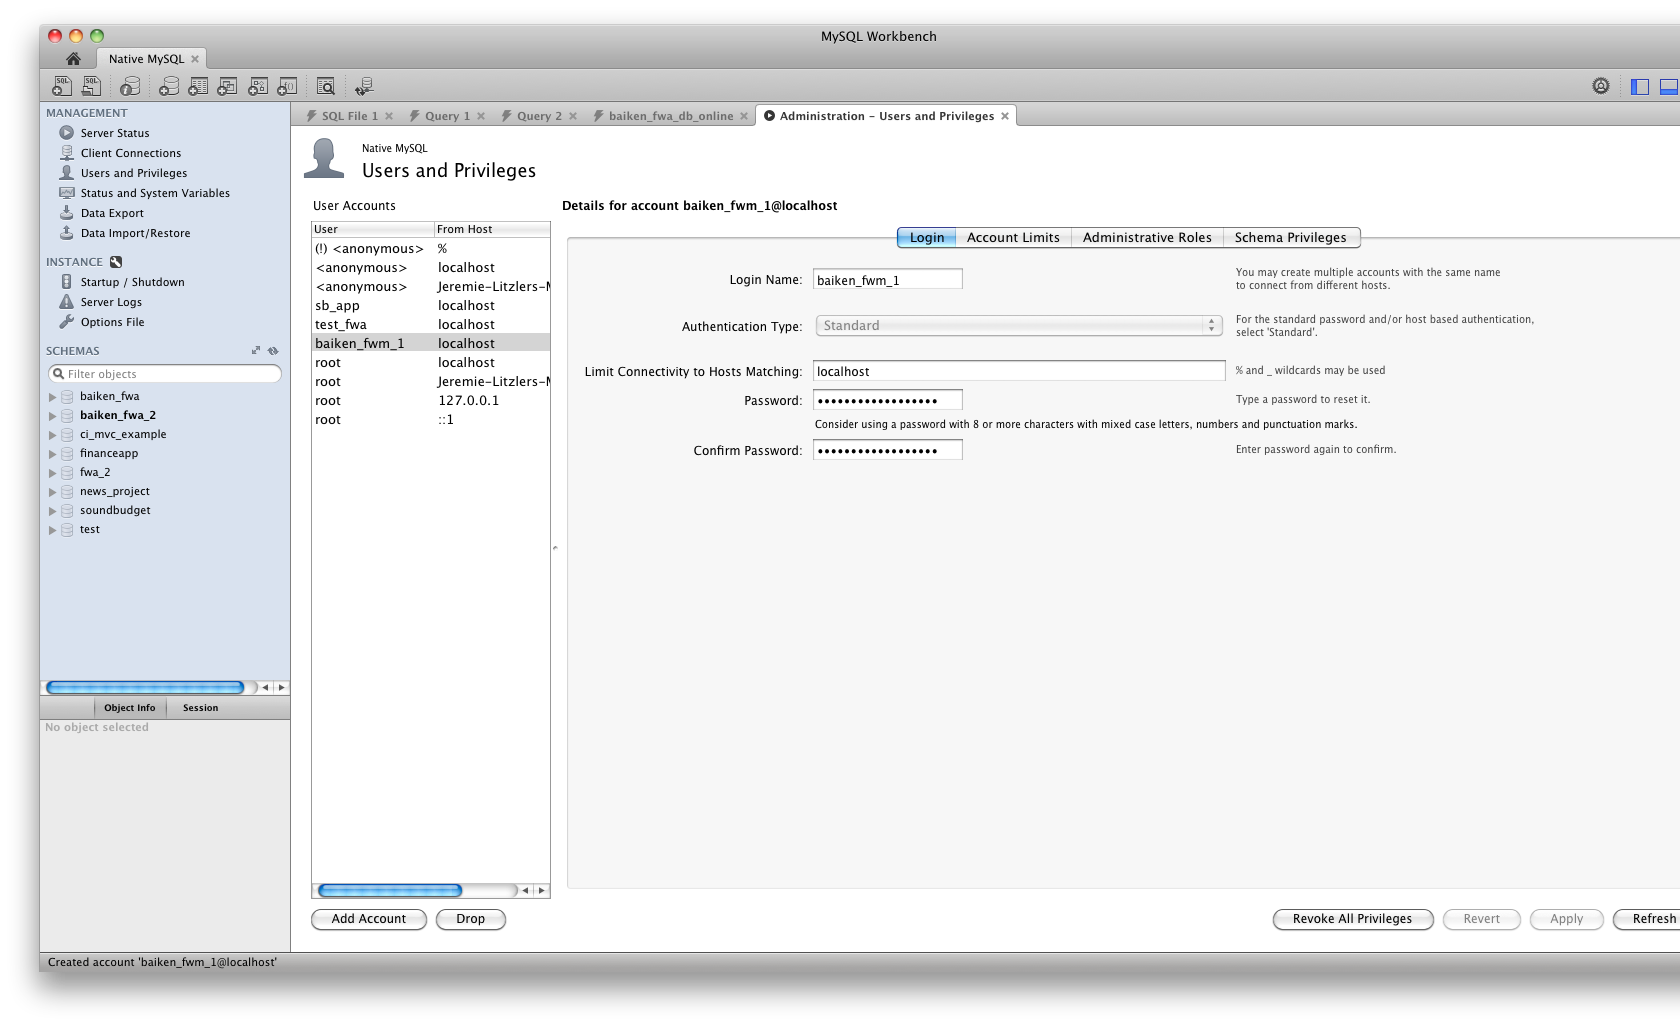 MySQL Workbench
Native MySQL
SQL SQL
MANAGEMENT
Server Status
Client Connections
Users and Privileges
Status and System Variables
Data Export
Data Import/Restore
INSTANCE
Startup / Shutdown
Server Logs
Options File
SCHEMAS
Filter objects
baiken_fwa
baiken_fwa_2
ci_mvc_example
financeapp
fwa_2
news_project
soundbudget
test
Object Info Session
No object selected
SQL File 1 Query 1 Query 2 baiken_fwa_db_online Administration - Users and Privileges
Native MySQL
Users and Privileges
User Accounts
User From Host
(!) <anonymous> %
<anonymous> localhost
<anonymous> Jeremie-Litzlers-M
sb_app localhost
test_fwa localhost
baiken_fwm_1 localhost
root localhost
root Jeremie-Litzlers-M
root 127.0.0.1
root ::1
Add Account Drop
Details for account baiken_fwm_1@localhost
Login Account Limits Administrative Roles Schema Privileges
Login Name: baiken_fwm_1
You may create multiple accounts with the same name
to connect from different hosts.
Authentication Type: Standard
For the standard password and/or host based authentication,
select 'Standard'.
Limit Connectivity to Hosts Matching: localhost % and _ wildcards may be used
Password: •••••••••••••••••• Type a password to reset it.
Consider using a password with 8 or more characters with mixed case letters, numbers and punctuation marks.
Confirm Password: •••••••••••••••••• Enter password again to confirm.
Revoke All Privileges Revert Apply Refresh
Created account 'baiken_fwm_1@localhost'